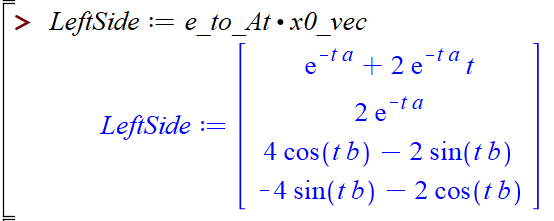 > LeftSide := e_to_At • x0_vec
LeftSide := [ e^{-t a} + 2 e^{-t a} t
2 e^{-t a}
4 cos(t b) − 2 sin(t b)
-4 sin(t b) − 2 cos(t b) ]